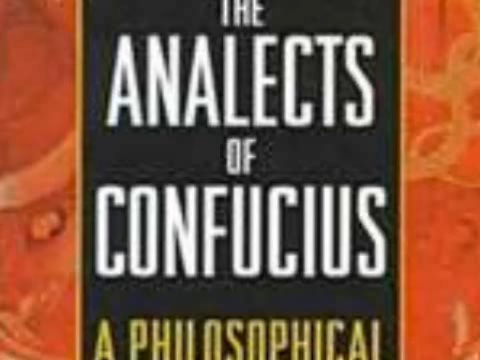 THE
ANALECTS
OF
CONFUCIUS
A PHILOSOPHICAL